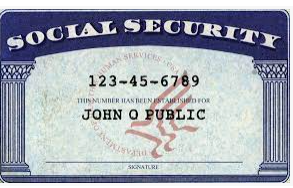 SOCIAL SECURITY
123-45-6789
THIS NUMBER HAS BEEN ESTABLISHED FOR
JOHN Q PUBLIC
SIGNATURE